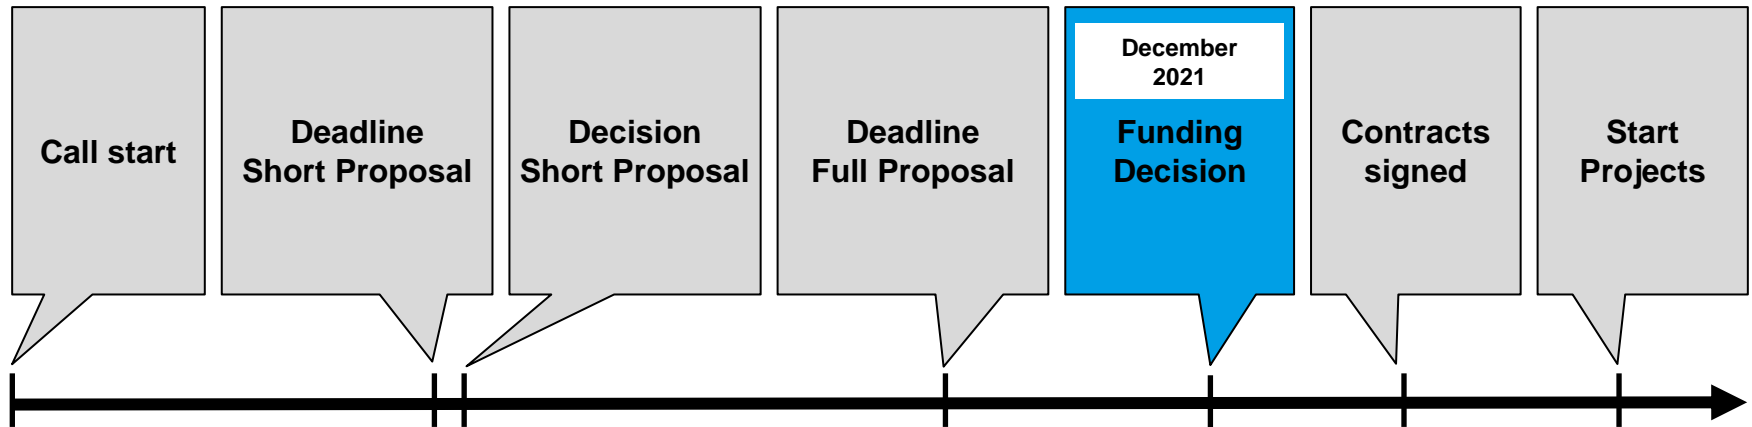 Call start
Deadline
Short Proposal
Decision
Short Proposal
Deadline
Full Proposal
December
2021
Funding
Decision
Contracts
signed
Start
Projects